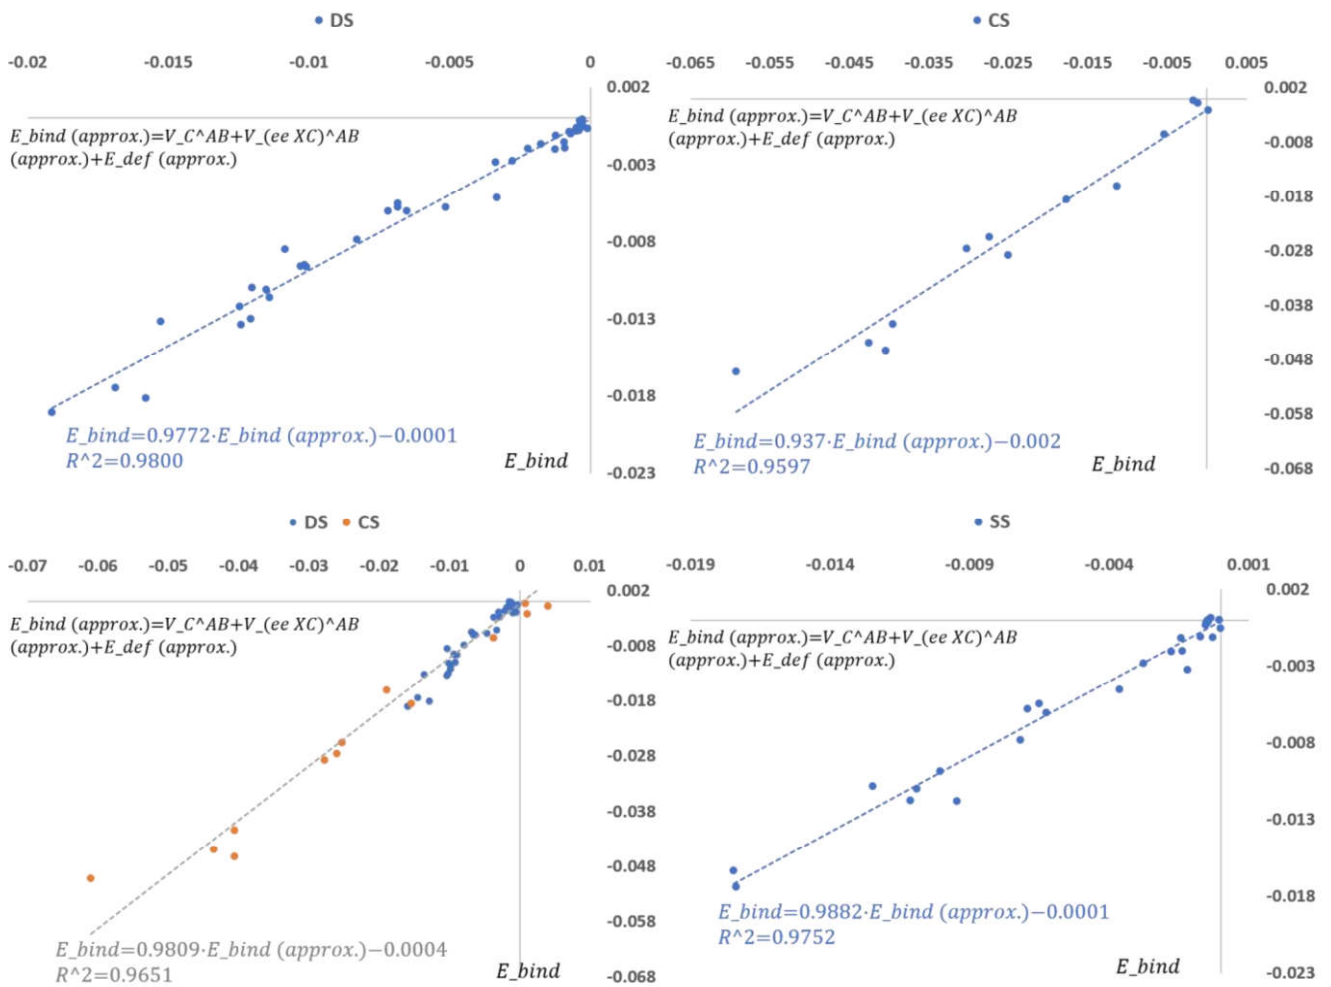 DS
-0.02 -0.015 -0.01 -0.005 0
0.002
E_bind (approx.)=V_C^AB+V_(ee XC)^AB
(approx.)+E_def (approx.)
-0.003
-0.008
-0.013
-0.018
E_bind=0.9772·E_bind (approx.)−0.0001
R^2=0.9800
E_bind
-0.023
CS
-0.065 -0.055 -0.045 -0.035 -0.025 -0.015 -0.005 0.005
0.002
E_bind (approx.)=V_C^AB+V_(ee XC)^AB
(approx.)+E_def (approx.)
-0.008
-0.018
-0.028
-0.038
-0.048
-0.058
E_bind=0.937·E_bind (approx.)−0.002
R^2=0.9597
E_bind
-0.068
DS CS
-0.07 -0.06 -0.05 -0.04 -0.03 -0.02 -0.01 0 0.01
0.002
E_bind (approx.)=V_C^AB+V_(ee XC)^AB
(approx.)+E_def (approx.)
-0.008
-0.018
-0.028
-0.038
-0.048
-0.058
E_bind=0.9809·E_bind (approx.)−0.0004
R^2=0.9651
E_bind
-0.068
SS
-0.019 -0.014 -0.009 -0.004 0.001
0.002
E_bind (approx.)=V_C^AB+V_(ee XC)^AB
(approx.)+E_def (approx.)
-0.003
-0.008
-0.013
-0.018
E_bind=0.9882·E_bind (approx.)−0.0001
R^2=0.9752
E_bind
-0.023